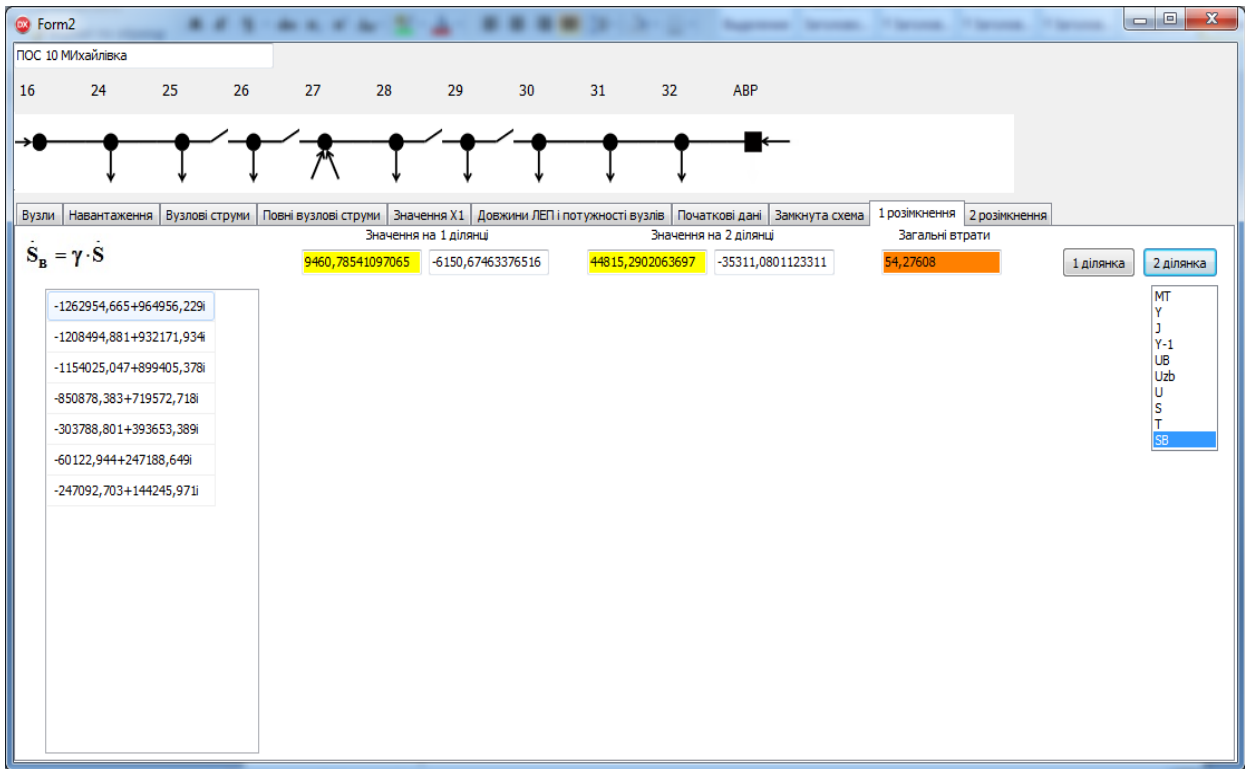 Form2
ПОС 10 МИхайлівка
16 24 25 26 27 28 29 30 31 32 АВР
Вузли Навантаження Вузлові струми Повні вузлові струми Значення X1 Довжини ЛЕП і потужності вузлів Початкові дані Замкнута схема 1 розімкнення 2 розімкнення
Значення на 1 ділянці Значення на 2 ділянці Загальні втрати
Ṡ_B = γ · Ṡ
9460,78541097065 -6150,67463376516 44815,2902063697 -35311,0801123311 54,27608 1 ділянка 2 ділянка
-1262954,665+964956,229i
-1208494,881+932171,934i
-1154025,047+899405,378i
-850878,383+719572,718i
-303788,801+393653,389i
-60122,944+247188,649i
-247092,703+144245,971i
MT
Y
J
Y-1
UB
Uzb
U
S
T
SB